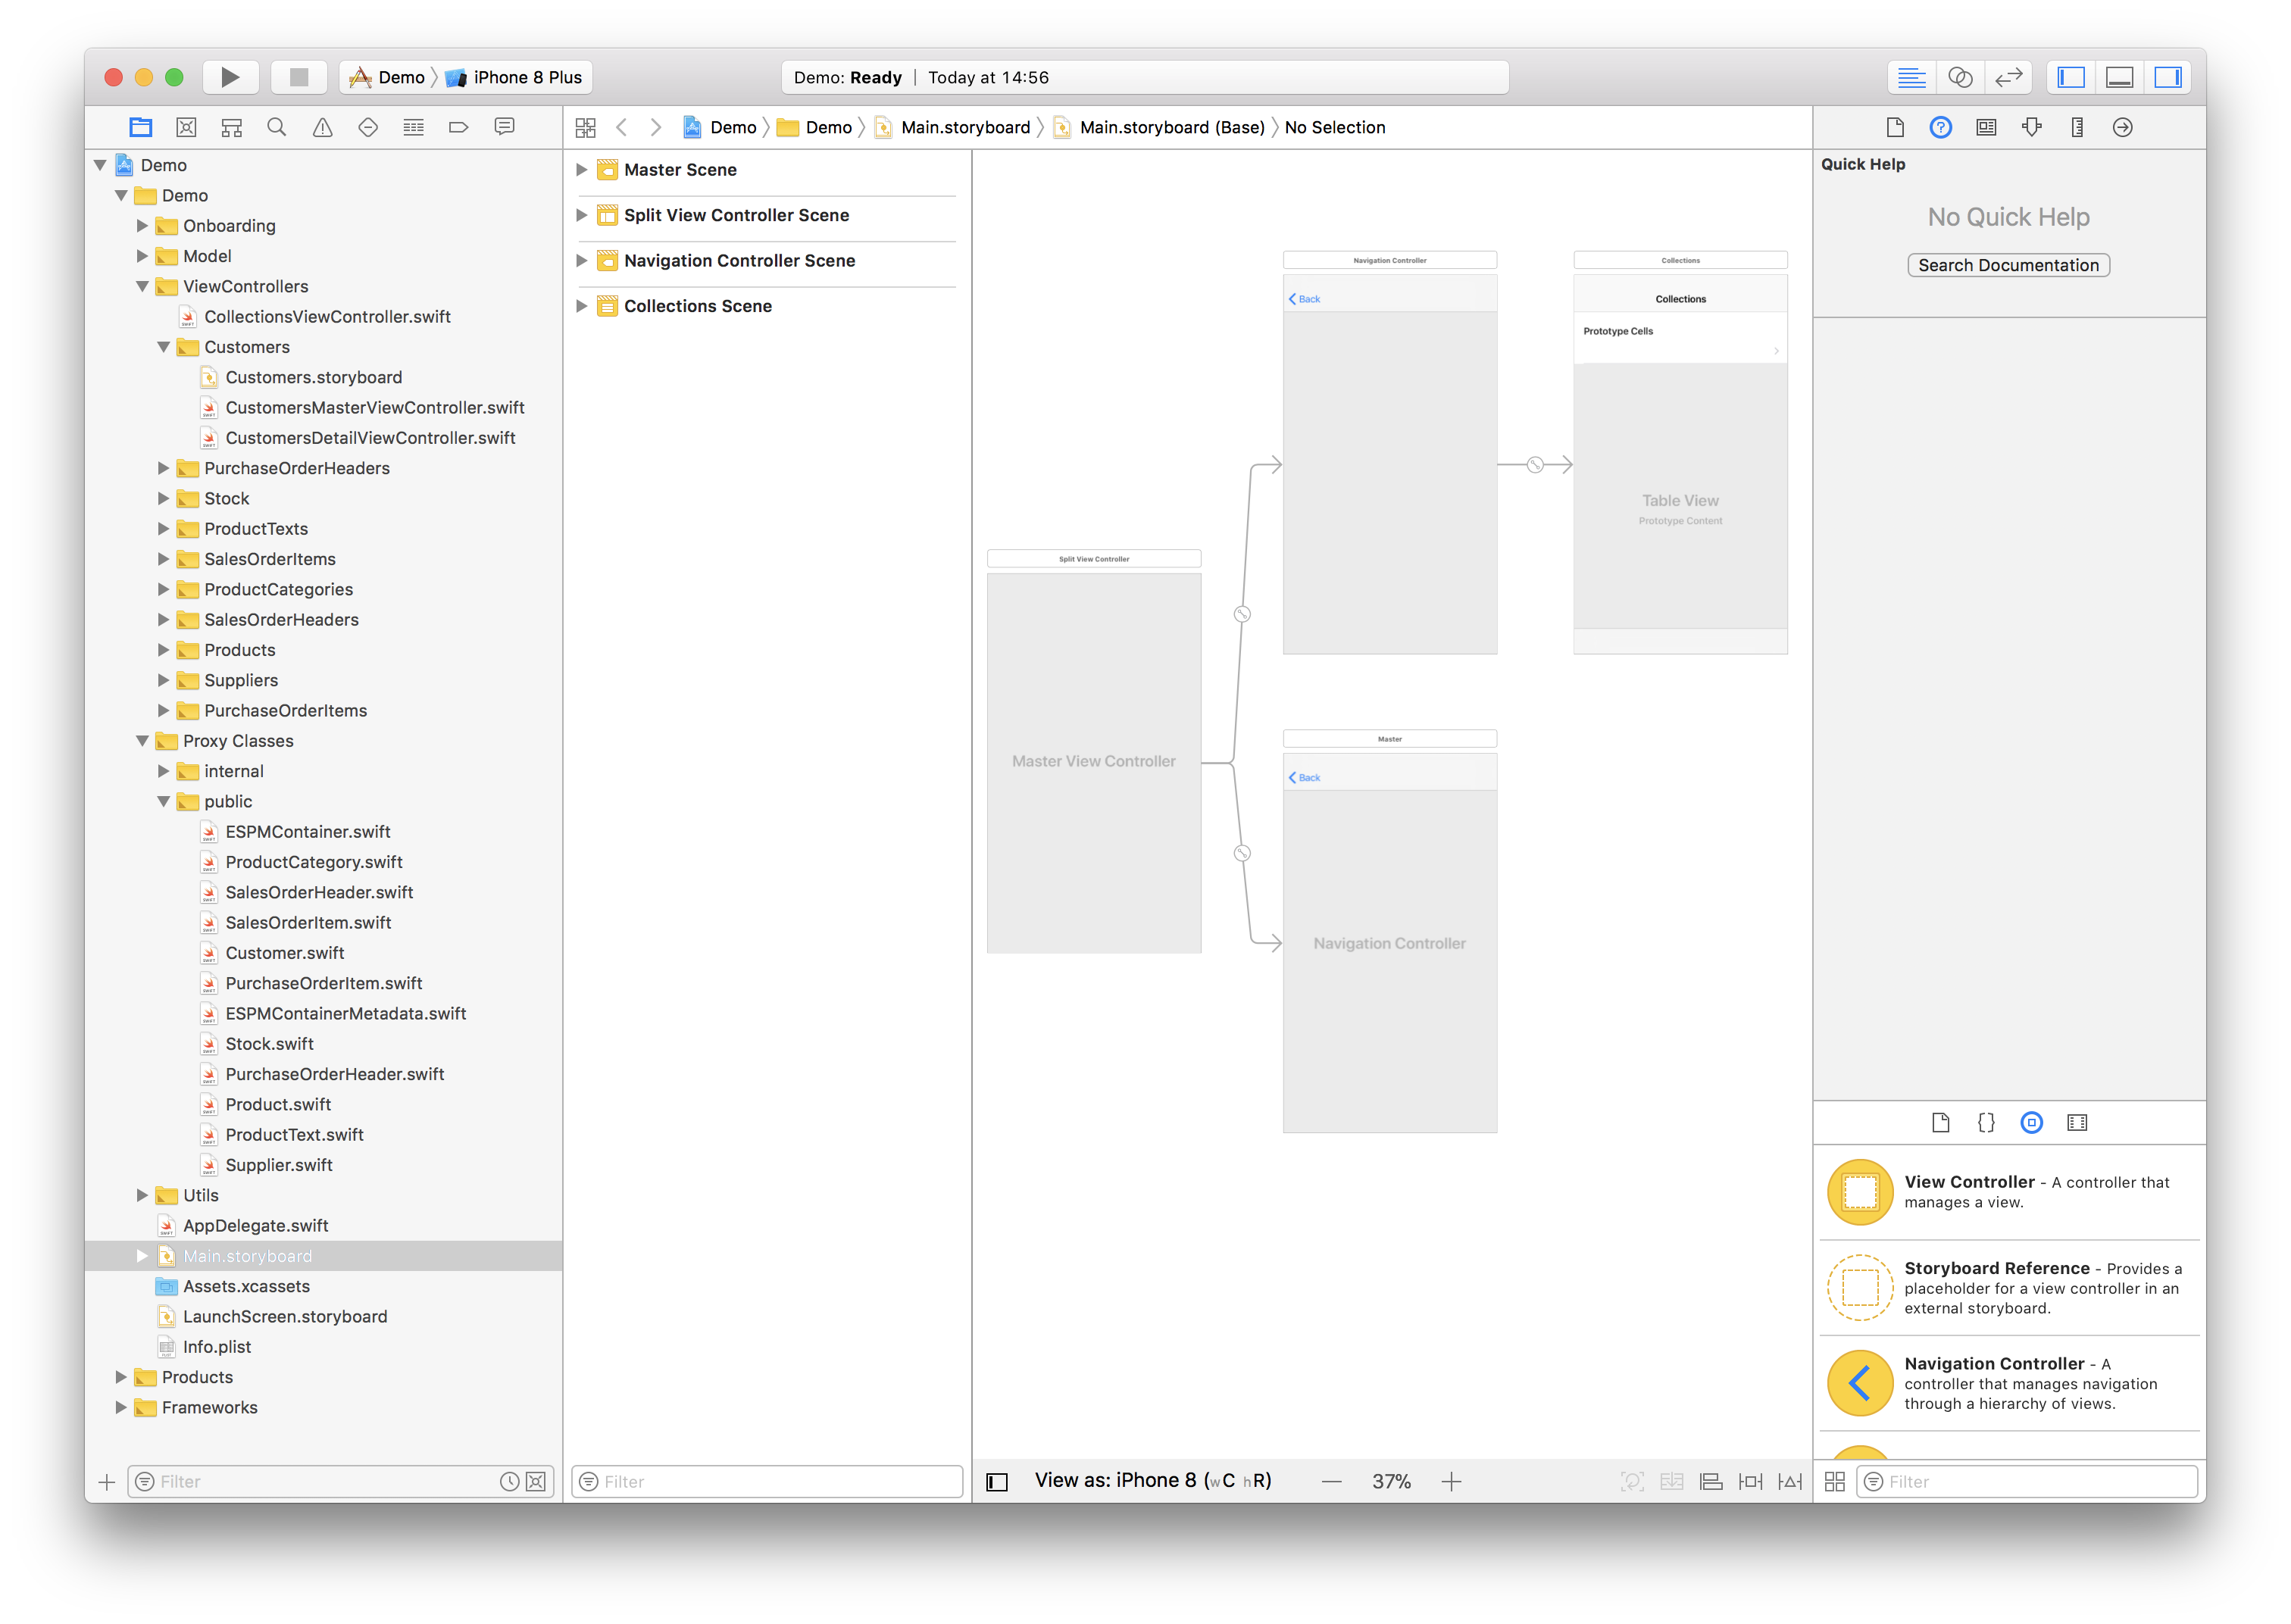 Demo
iPhone 8 Plus
Demo: Ready | Today at 14:56
Demo
Demo
Main.storyboard
Main.storyboard (Base)
No Selection
Demo
Demo
Onboarding
Model
ViewControllers
CollectionsViewController.swift
Customers
Customers.storyboard
CustomersMasterViewController.swift
CustomersDetailViewController.swift
PurchaseOrderHeaders
Stock
ProductTexts
SalesOrderItems
ProductCategories
SalesOrderHeaders
Products
Suppliers
PurchaseOrderItems
Proxy Classes
internal
public
ESPMContainer.swift
ProductCategory.swift
SalesOrderHeader.swift
SalesOrderItem.swift
Customer.swift
PurchaseOrderItem.swift
ESPMContainerMetadata.swift
Stock.swift
PurchaseOrderHeader.swift
Product.swift
ProductText.swift
Supplier.swift
Utils
AppDelegate.swift
Main.storyboard
Assets.xcassets
LaunchScreen.storyboard
Info.plist
Products
Frameworks
Filter
Master Scene
Split View Controller Scene
Navigation Controller Scene
Collections Scene
Filter
Split View Controller
Master View Controller
Navigation Controller
Back
Collections
Collections
Prototype Cells
Table View
Prototype Content
Master
Back
Navigation Controller
View as: iPhone 8 (wC hR)
37%
Quick Help
No Quick Help
Search Documentation
View Controller - A controller that
manages a view.
Storyboard Reference - Provides a
placeholder for a view controller in an
external storyboard.
Navigation Controller - A
controller that manages navigation
through a hierarchy of views.
Filter